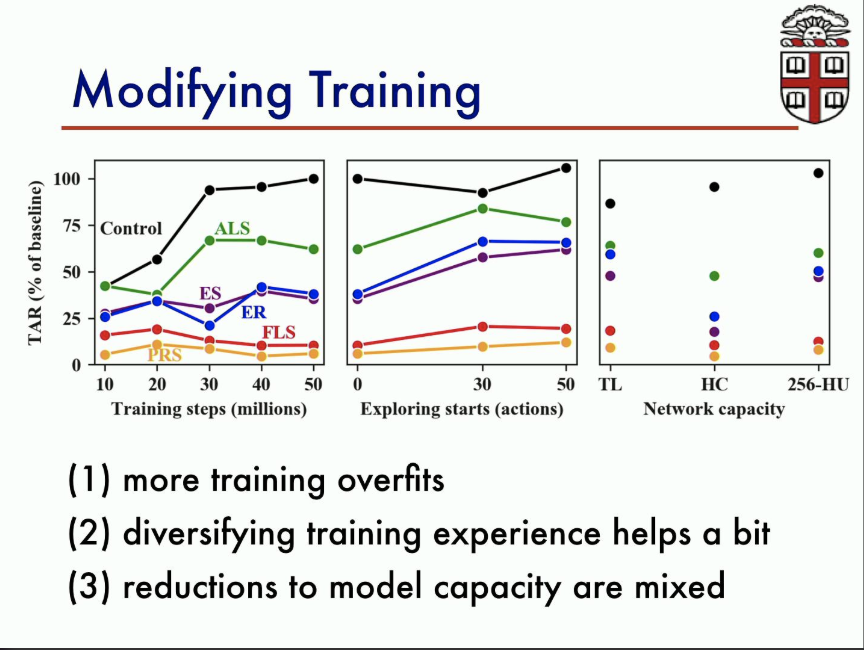 Modifying Training
TAR (% of baseline)
100
75
50
25
0
Control
ALS
ES
ER
FLS
PRS
10 20 30 40 50
Training steps (millions)
0 30 50
Exploring starts (actions)
TL HC 256-HU
Network capacity
(1) more training overfits
(2) diversifying training experience helps a bit
(3) reductions to model capacity are mixed